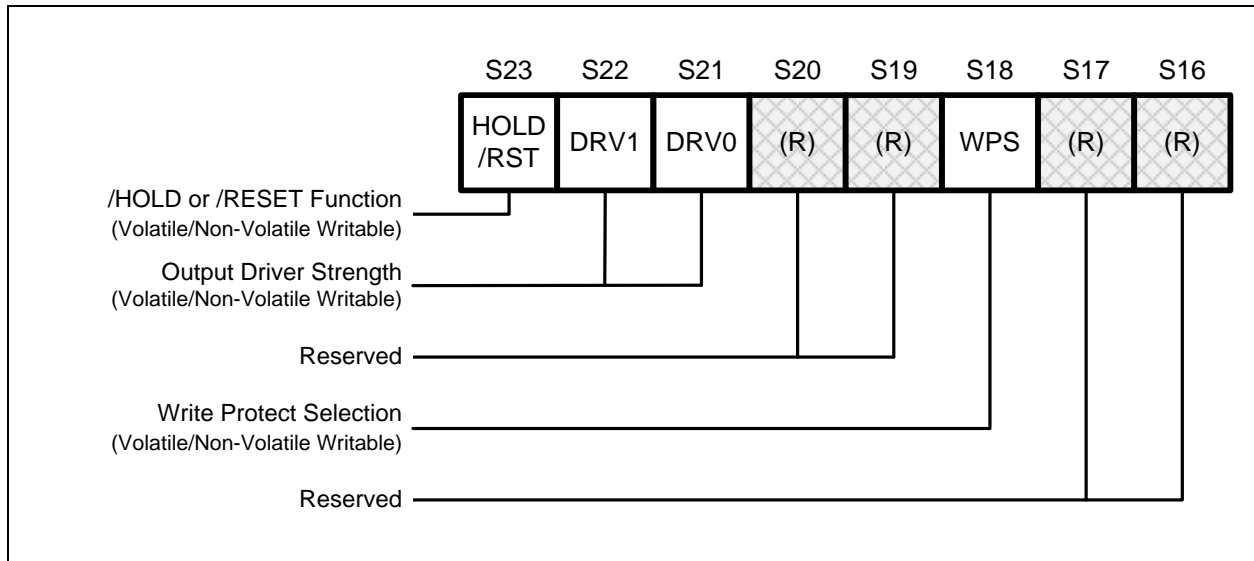 S23 S22 S21 S20 S19 S18 S17 S16
HOLD
/RST DRV1 DRV0 (R) (R) WPS (R) (R)
/HOLD or /RESET Function
(Volatile/Non-Volatile Writable)
Output Driver Strength
(Volatile/Non-Volatile Writable)
Reserved
Write Protect Selection
(Volatile/Non-Volatile Writable)
Reserved